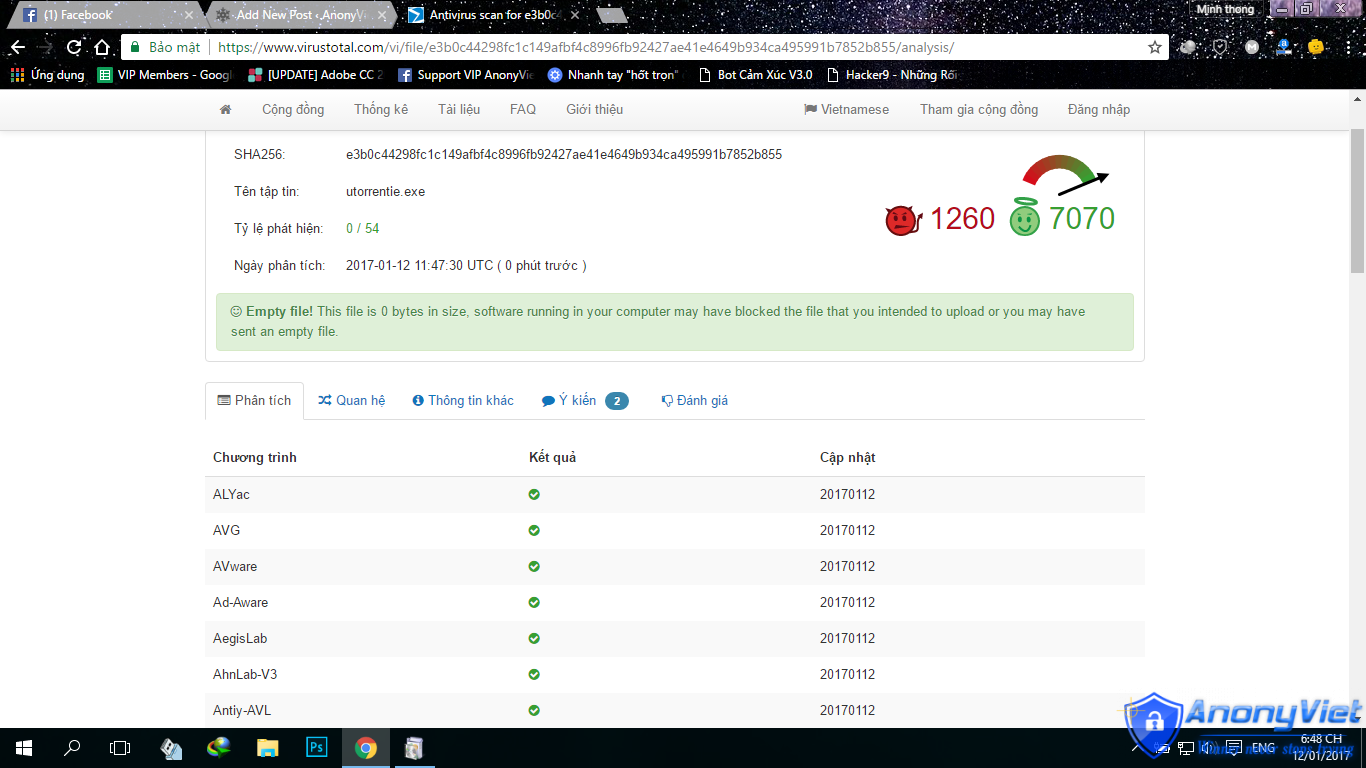 (1) Facebook
Add New Post ‹ AnonyVi
Antivirus scan for e3b0c4
Minh thong
Bảo mật
https://www.virustotal.com/vi/file/e3b0c44298fc1c149afbf4c8996fb92427ae41e4649b934ca495991b7852b855/analysis/
Ứng dụng
VIP Members - Googl
[UPDATE] Adobe CC 2
Support VIP AnonyVi
Nhanh tay "hốt trọn"
Bot Cảm Xúc V3.0
Hacker9 - Những Rối
Cộng đồng
Thống kê
Tài liệu
FAQ
Giới thiệu
Vietnamese
Tham gia cộng đồng
Đăng nhập
SHA256: e3b0c44298fc1c149afbf4c8996fb92427ae41e4649b934ca495991b7852b855
Tên tập tin: utorrentie.exe
Tỷ lệ phát hiện: 0 / 54
1260 7070
Ngày phân tích: 2017-01-12 11:47:30 UTC ( 0 phút trước )
Empty file! This file is 0 bytes in size, software running in your computer may have blocked the file that you intended to upload or you may have
sent an empty file.
Phân tích
Quan hệ
Thông tin khác
Ý kiến 2
Đánh giá
Chương trình Kết quả Cập nhật
ALYac 20170112
AVG 20170112
AVware 20170112
Ad-Aware 20170112
AegisLab 20170112
AhnLab-V3 20170112
Antiy-AVL 20170112
AnonyViet
Ps
ENG
6:48 CH
12/01/2017